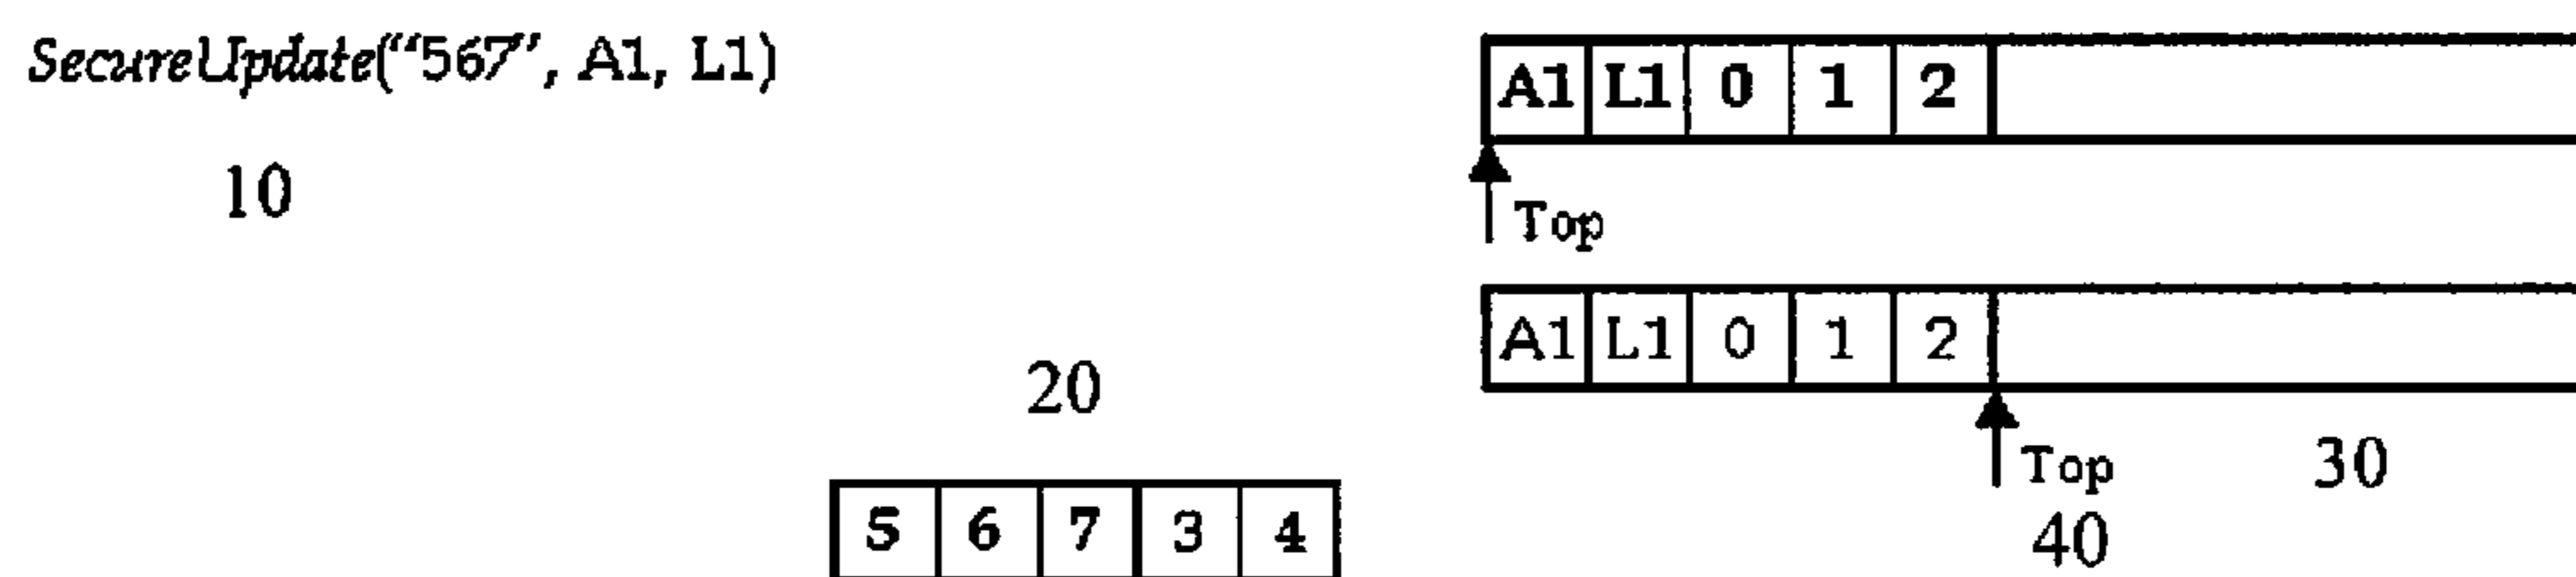 SecureUpdate(“567”, A1, L1)
A1 L1 0 1 2
10
Top
A1 L1 0 1 2
20
Top 30
5 6 7 3 4
40